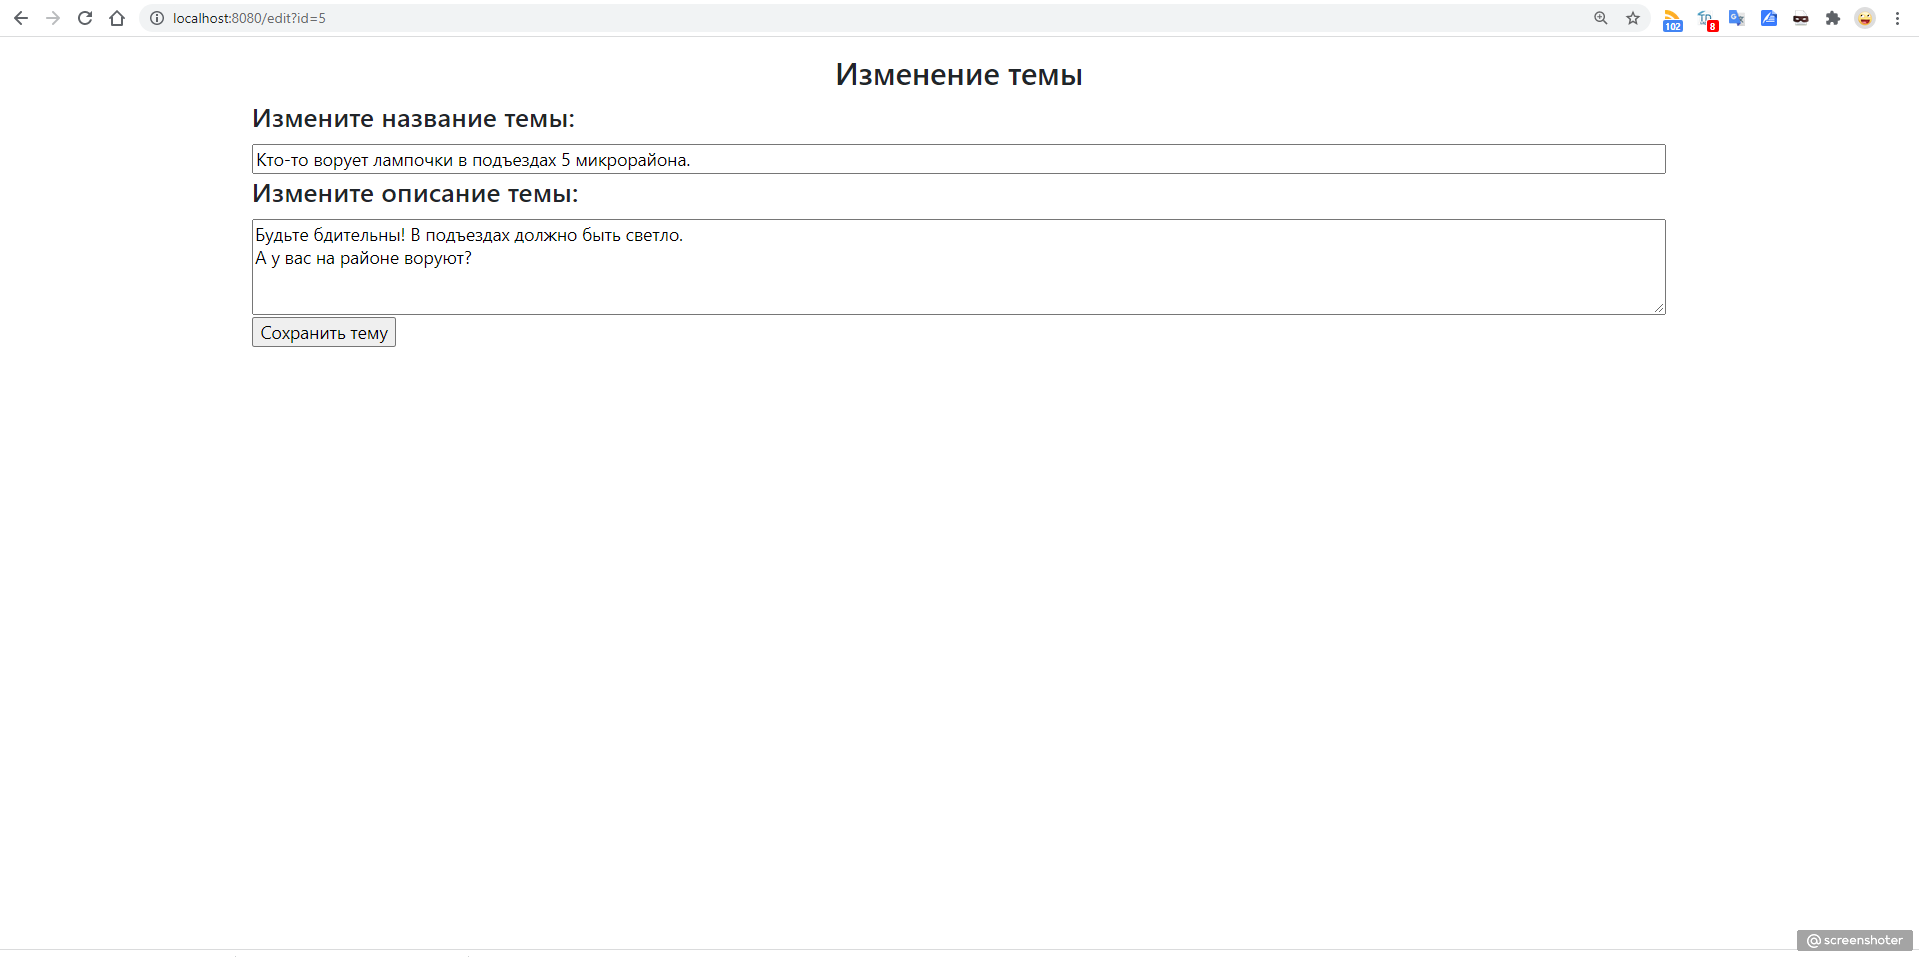 localhost:8080/edit?id=5
102
8
Изменение темы
Измените название темы:
Кто-то ворует лампочки в подъездах 5 микрорайона.
Измените описание темы:
Будьте бдительны! В подъездах должно быть светло.
А у вас на районе воруют?
Сохранить тему
@screenshoter